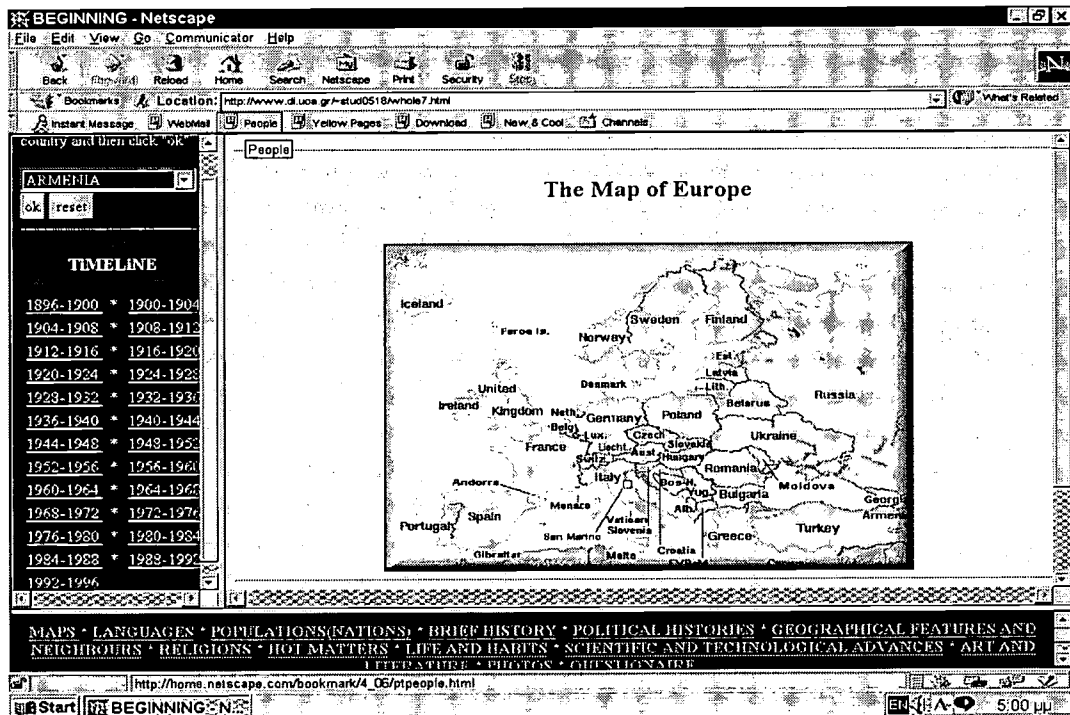 BEGINNING - Netscape
File Edit View Go Communicator Help
Back Forward Reload Home Search Netscape Print Security Stop
Bookmarks Location: http://www.di.uoa.gr/~stud0518/whole7.html What's Related
Instant Message WebMail People Yellow Pages Download New & Cool Channels
country and then click "ok"
ARMENIA
ok reset
TiMELiNE
1896-1900 * 1900-1904
1904-1908 * 1908-1912
1912-1916 * 1916-1920
1920-1924 * 1924-1928
1928-1932 * 1932-1936
1936-1940 * 1940-1944
1944-1948 * 1948-1952
1952-1956 * 1956-1960
1960-1964 * 1964-1968
1968-1972 * 1972-1976
1976-1980 * 1980-1984
1984-1988 * 1988-1992
1992-1996
People
The Map of Europe
Iceland
Sweden Finland
Feroe Is.
Norway
Est.
Latvia
Denmark Lith.
United Russia
Ireland Kingdom Neth. Belarus
Germany Poland
Belg.
Lux. Czech Ukraine
France Liecht. Slovakia
Switz. Aust. Hungary
Italy Romania
Andorra Bos-H. Moldova
Yug. Bulgaria
Monaco Alb. Georgi
Spain Vatican Armen
Portugal Slovenia Turkey
San Marino Greece
Gibraltar Malta Croatia
FYRoM
MAPS * LANGUAGES * POPULATIONS(NATIONS) * BRIEF HISTORY * POLITICAL HISTORIES * GEOGRAPHICAL FEATURES AND
NEIGHBOURS * RELIGIONS * HOT MATTERS * LIFE AND HABITS * SCIENTIFIC AND TECHNOLOGICAL ADVANCES * ART AND
LITERATURE * PHOTOS * QUESTIONAIRE
http://home.netscape.com/bookmark/4_06/ptpeople.html
Start BEGINNING - N... EN 5:00 μμ